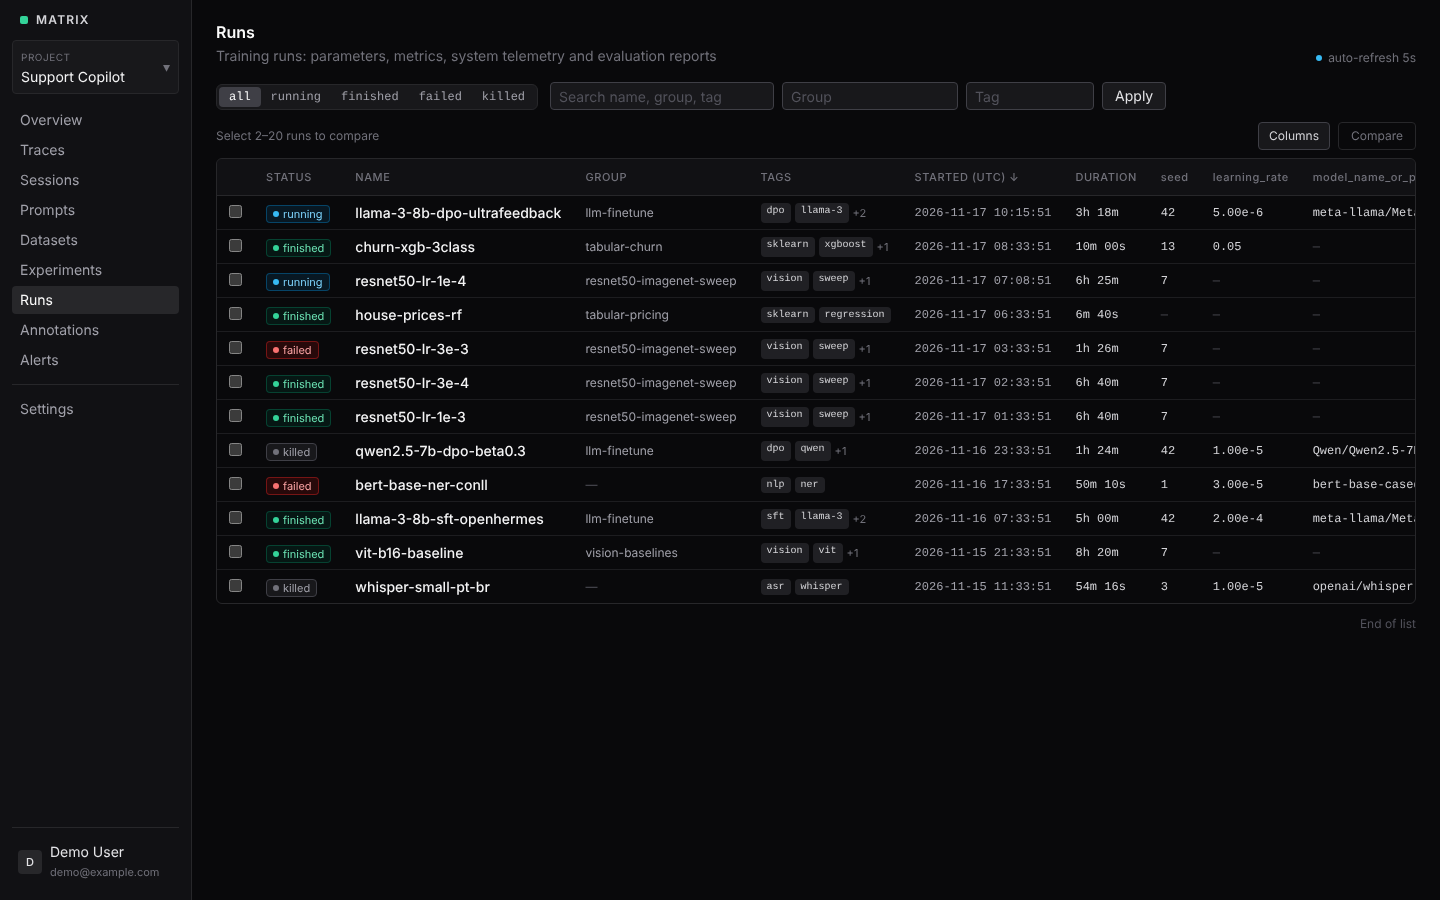 MATRIX
PROJECT
Support Copilot
Overview
Traces
Sessions
Prompts
Datasets
Experiments
Runs
Annotations
Alerts
Settings
D
Demo User
demo@example.com
Runs
Training runs: parameters, metrics, system telemetry and evaluation reports
auto-refresh 5s
all running finished failed killed Search name, group, tag Group Tag Apply
Select 2–20 runs to compare Columns Compare
STATUS NAME GROUP TAGS STARTED (UTC) ↓ DURATION seed learning_rate model_name_or_p
running llama-3-8b-dpo-ultrafeedback llm-finetune dpo llama-3 +2 2026-11-17 10:15:51 3h 18m 42 5.00e-6 meta-llama/Met
finished churn-xgb-3class tabular-churn sklearn xgboost +1 2026-11-17 08:33:51 10m 00s 13 0.05 —
running resnet50-lr-1e-4 resnet50-imagenet-sweep vision sweep +1 2026-11-17 07:08:51 6h 25m 7 — —
finished house-prices-rf tabular-pricing sklearn regression 2026-11-17 06:33:51 6m 40s — — —
failed resnet50-lr-3e-3 resnet50-imagenet-sweep vision sweep +1 2026-11-17 03:33:51 1h 26m 7 — —
finished resnet50-lr-3e-4 resnet50-imagenet-sweep vision sweep +1 2026-11-17 02:33:51 6h 40m 7 — —
finished resnet50-lr-1e-3 resnet50-imagenet-sweep vision sweep +1 2026-11-17 01:33:51 6h 40m 7 — —
killed qwen2.5-7b-dpo-beta0.3 llm-finetune dpo qwen +1 2026-11-16 23:33:51 1h 24m 42 1.00e-5 Qwen/Qwen2.5-7
failed bert-base-ner-conll — nlp ner 2026-11-16 17:33:51 50m 10s 1 3.00e-5 bert-base-case
finished llama-3-8b-sft-openhermes llm-finetune sft llama-3 +2 2026-11-16 07:33:51 5h 00m 42 2.00e-4 meta-llama/Met
finished vit-b16-baseline vision-baselines vision vit +1 2026-11-15 21:33:51 8h 20m 7 — —
killed whisper-small-pt-br — asr whisper 2026-11-15 11:33:51 54m 16s 3 1.00e-5 openai/whisper
End of list